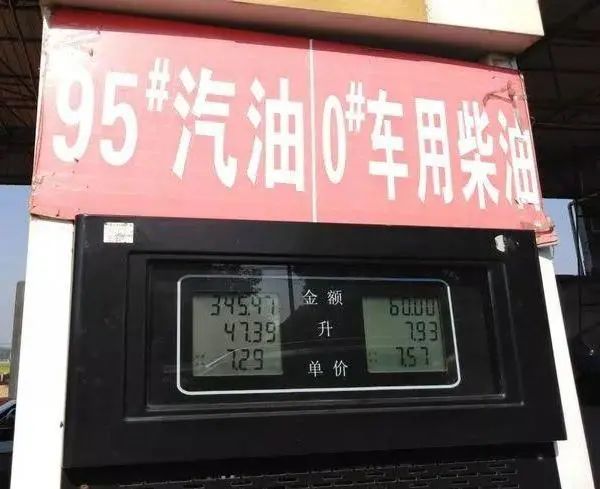 95#汽油 0#车用柴油
345.47 金额 60.00
47.39 升 7.93
7.29 单价 7.57